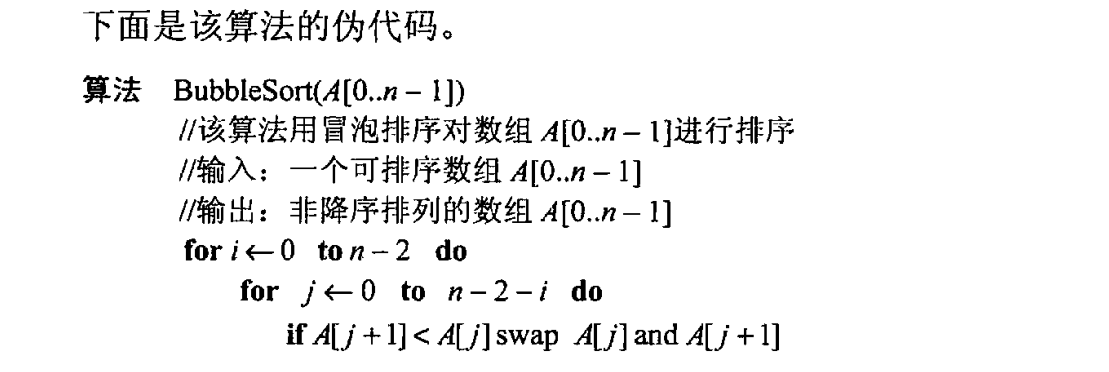 下面是该算法的伪代码。
算法 BubbleSort(A[0..n − 1])
//该算法用冒泡排序对数组 A[0..n − 1]进行排序
//输入：一个可排序数组 A[0..n − 1]
//输出：非降序排列的数组 A[0..n − 1]
for i ← 0 to n − 2 do
for j ← 0 to n − 2 − i do
if A[j + 1] < A[j] swap A[j] and A[j + 1]